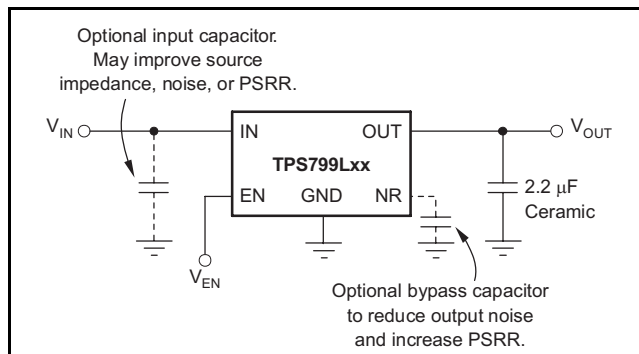 Optional input capacitor.
May improve source
impedance, noise, or PSRR.
V_IN
IN
OUT
V_OUT
TPS799Lxx
EN
GND
NR
2.2 μF
Ceramic
V_EN
Optional bypass capacitor
to reduce output noise
and increase PSRR.